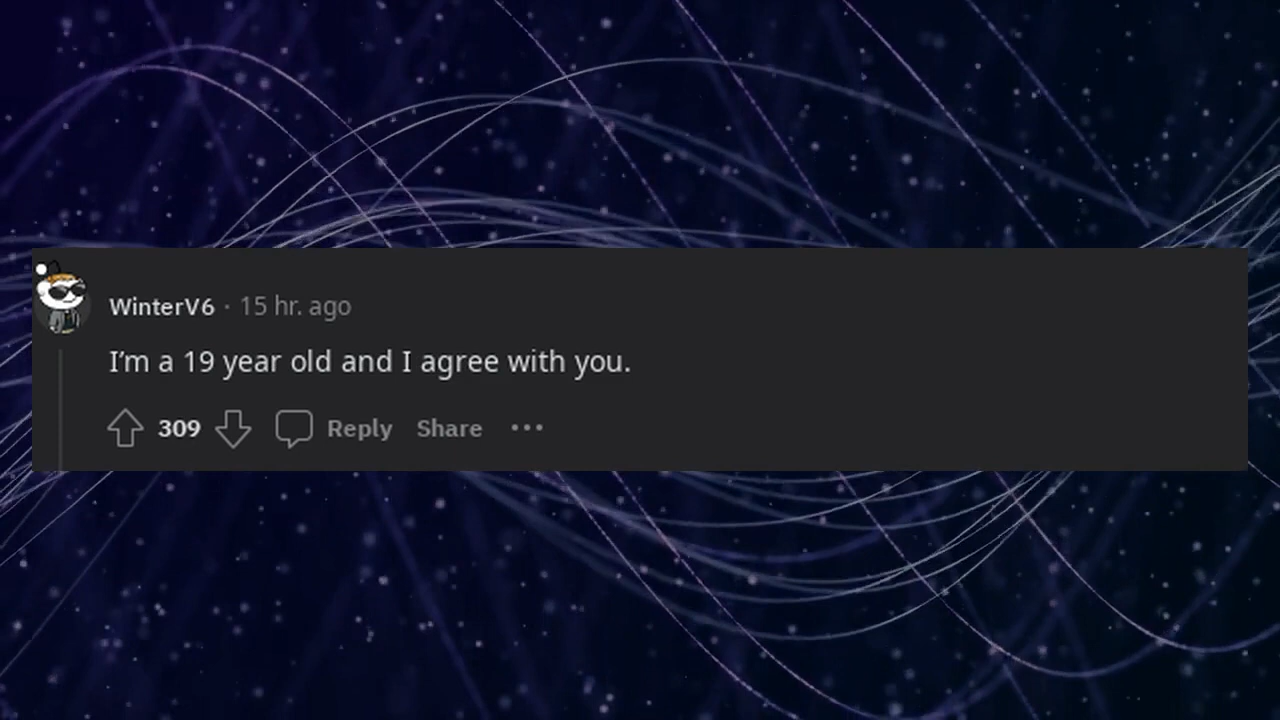 WinterV6 · 15 hr. ago
I’m a 19 year old and I agree with you.
309 Reply Share •••